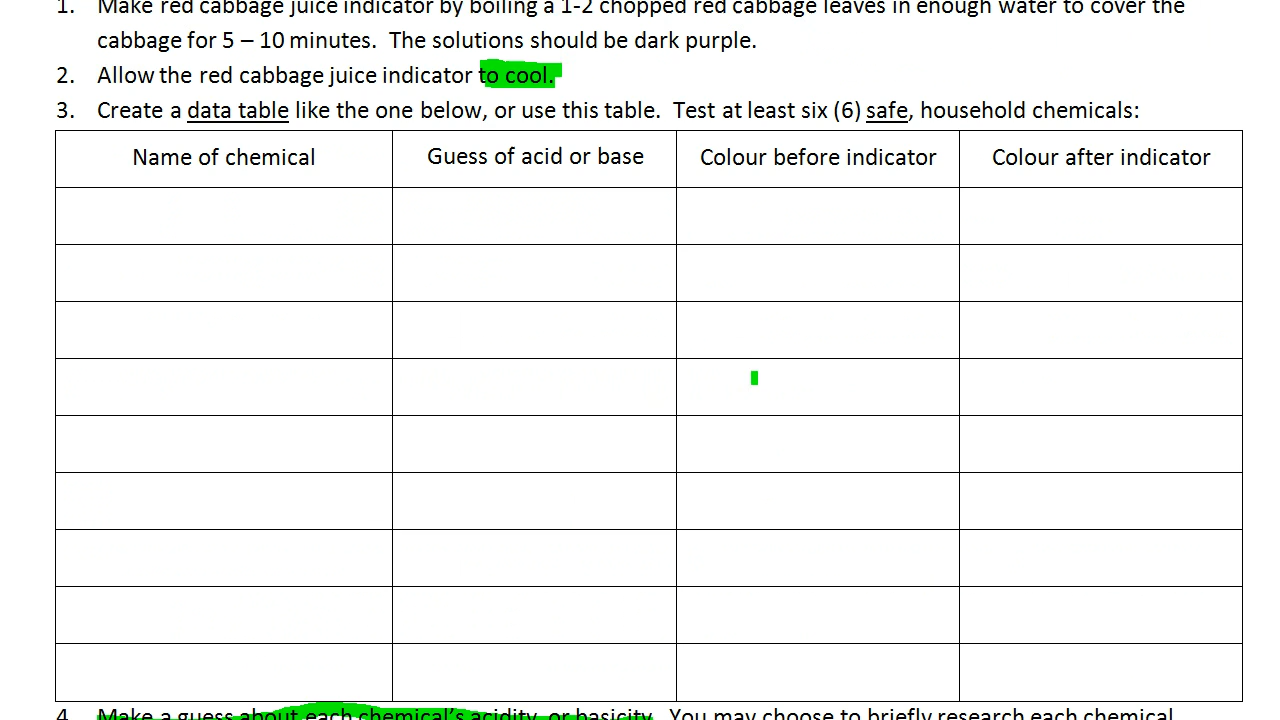 1. Make red cabbage juice indicator by boiling a 1-2 chopped red cabbage leaves in enough water to cover the
cabbage for 5 – 10 minutes. The solutions should be dark purple.
2. Allow the red cabbage juice indicator to cool.
3. Create a data table like the one below, or use this table. Test at least six (6) safe, household chemicals:
Name of chemical Guess of acid or base Colour before indicator Colour after indicator
4. Make a guess about each chemical's acidity, or basicity. You may choose to briefly research each chemical